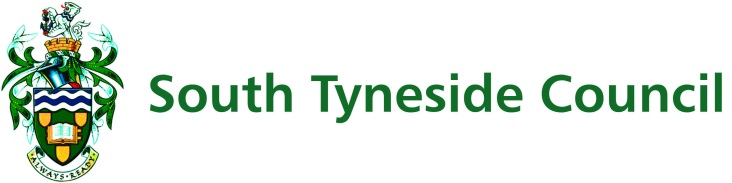 South Tyneside Council
ALWAYS · READY